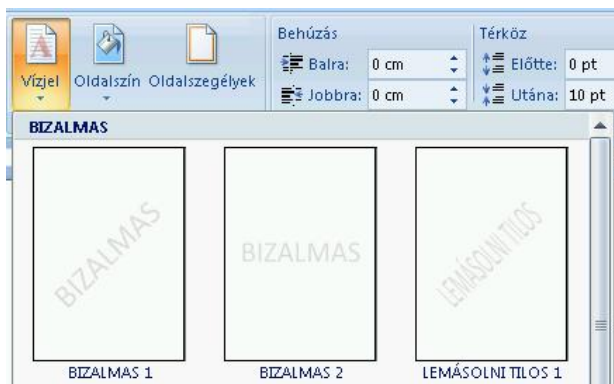 Vízjel
Oldalszín
Oldalszegélyek
Behúzás
Balra: 0 cm
Jobbra: 0 cm
Térköz
Előtte: 0 pt
Utána: 10 pt
BIZALMAS
BIZALMAS
BIZALMAS
LEMÁSOLNI TILOS
BIZALMAS 1
BIZALMAS 2
LEMÁSOLNI TILOS 1